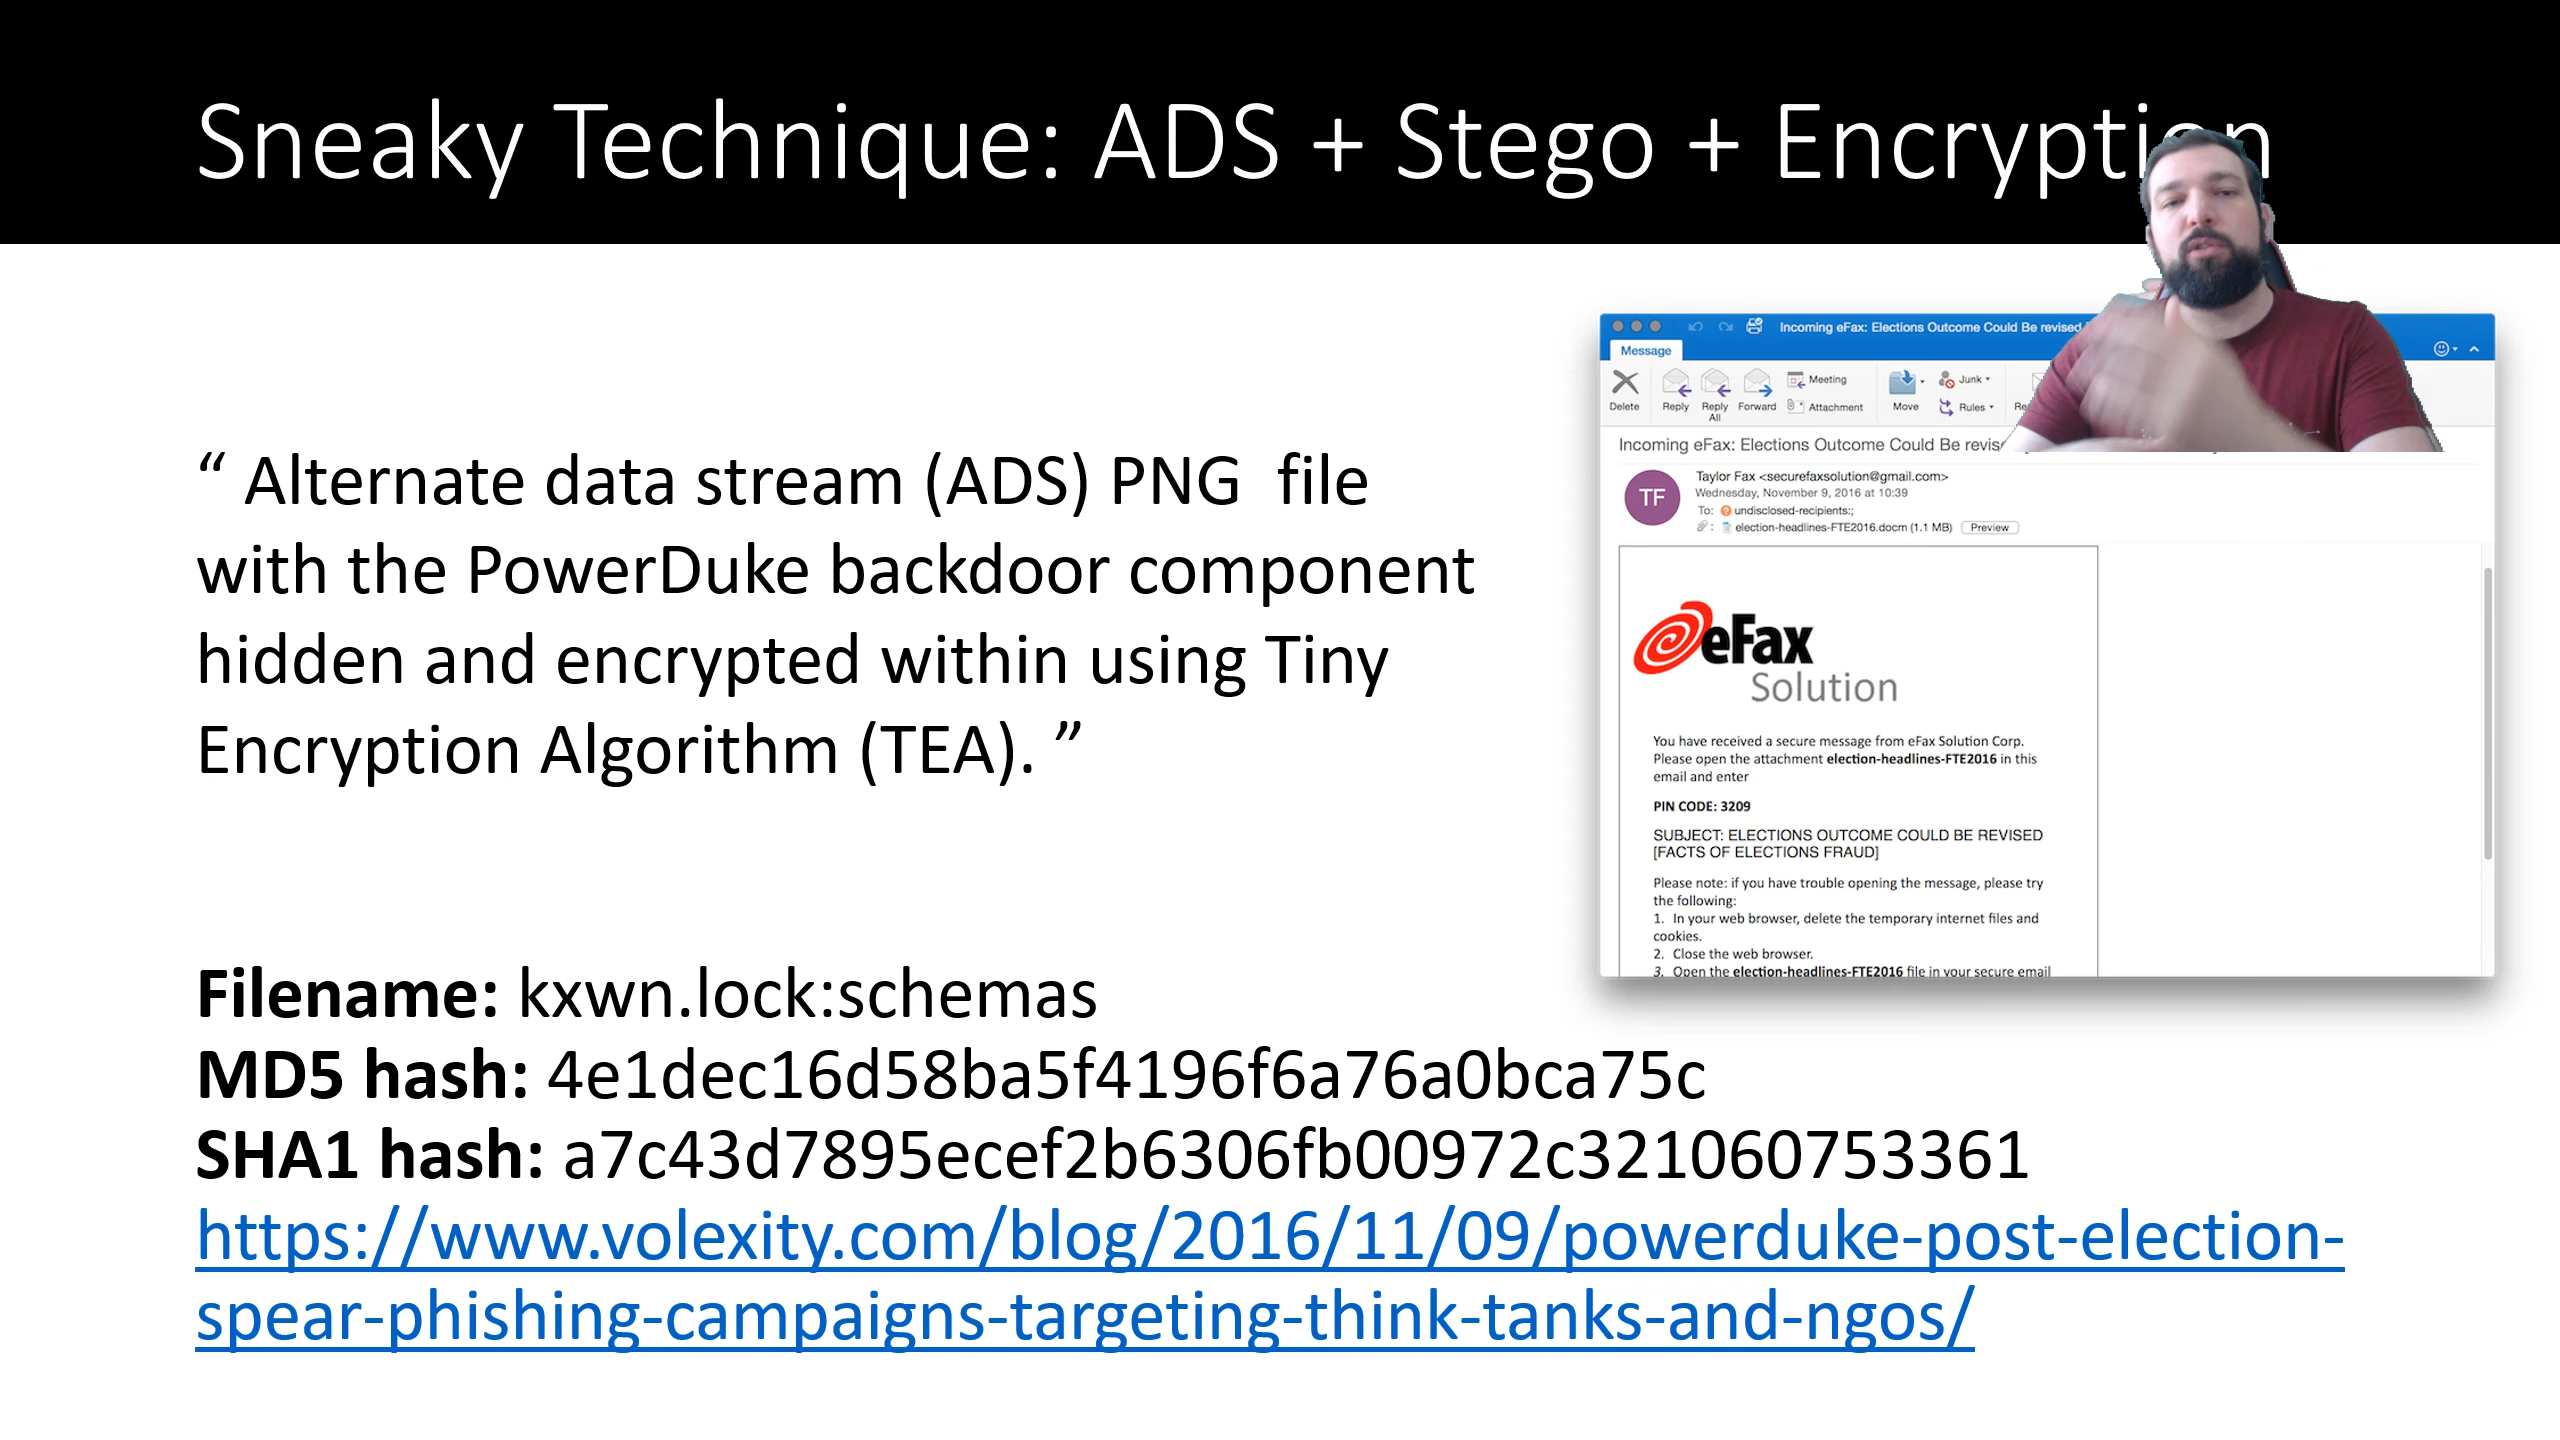 Sneaky Technique: ADS + Stego + Encryption
“ Alternate data stream (ADS) PNG  file
with the PowerDuke backdoor component
hidden and encrypted within using Tiny
Encryption Algorithm (TEA). ”
Filename: kxwn.lock:schemas
MD5 hash: 4e1dec16d58ba5f4196f6a76a0bca75c
SHA1 hash: a7c43d7895ecef2b6306fb00972c321060753361
https://www.volexity.com/blog/2016/11/09/powerduke-post-election-
spear-phishing-campaigns-targeting-think-tanks-and-ngos/
Incoming eFax: Elections Outcome Could Be revised
Message
Delete
Reply
Reply All
Forward
Meeting
Attachment
Move
Junk
Rules
Incoming eFax: Elections Outcome Could Be
TF
Taylor Fax <securefaxsolution@gmail.com>
Wednesday, November 9, 2016 at 10:39
To: undisclosed-recipients:;
election-headlines-FTE2016.docm (1.1 MB) Preview
eFax
Solution
You have received a secure message from eFax Solution Corp.
Please open the attachment election-headlines-FTE2016 in this
email and enter
PIN CODE: 3209
SUBJECT: ELECTIONS OUTCOME COULD BE REVISED
[FACTS OF ELECTIONS FRAUD]
Please note: if you have trouble opening the message, please try
the following:
1. In your web browser, delete the temporary internet files and
cookies.
2. Close the web browser.
3. Open the election-headlines-FTE2016 file in your secure email